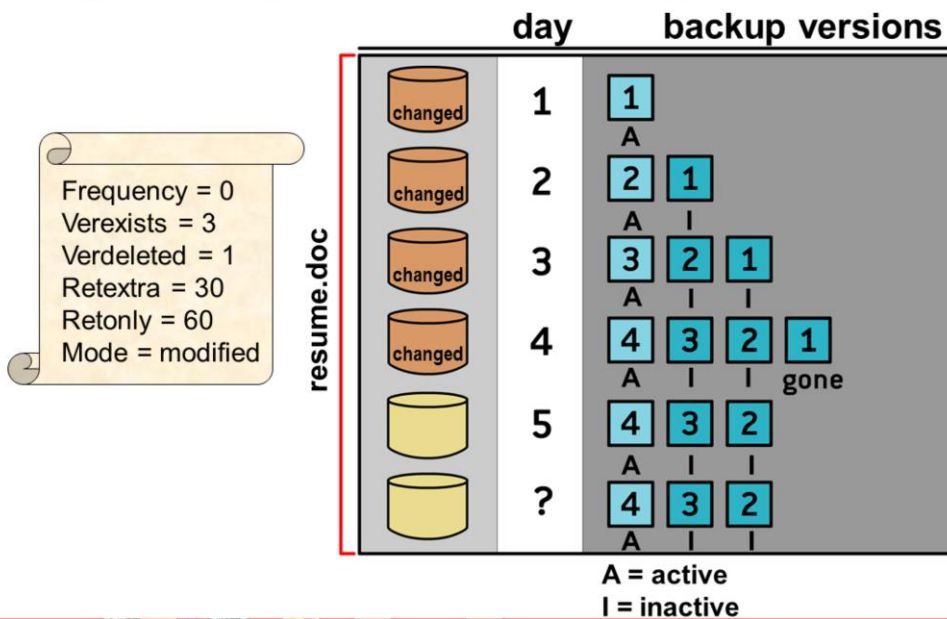 day backup versions
Frequency = 0
Verexists = 3
Verdeleted = 1
Retextra = 30
Retonly = 60
Mode = modified
resume.doc
changed 1 1
A
changed 2 2 1
A I
changed 3 3 2 1
A I I
changed 4 4 3 2 1
A I I gone
5 4 3 2
A I I
? 4 3 2
A I I
A = active
I = inactive